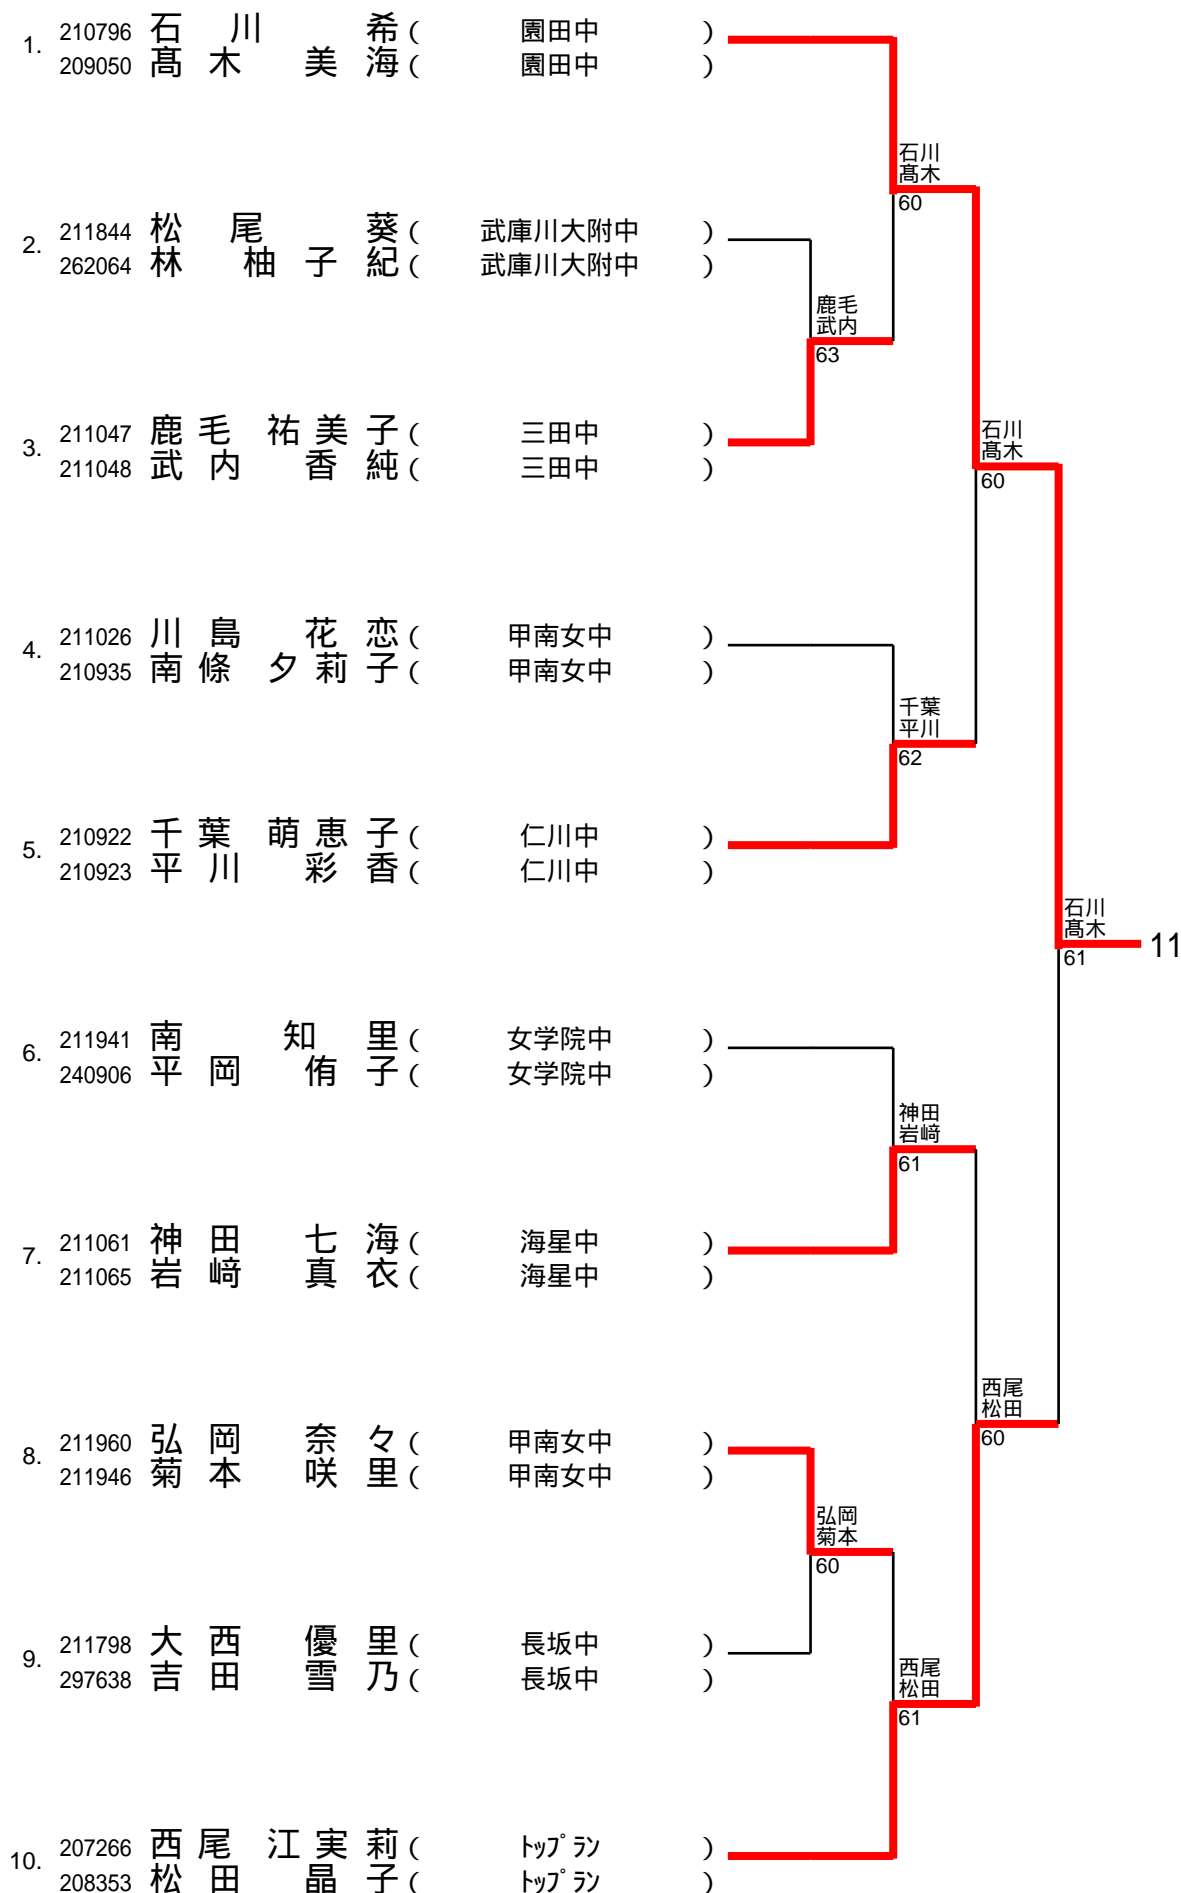 1. 210796 石川 希 ( 園田中 )
209050 髙木 美海 ( 園田中 )
石川
髙木
60
2. 211844 松尾 葵 ( 武庫川大附中 )
262064 林 柚子紀 ( 武庫川大附中 )
鹿毛
武内
63
3. 211047 鹿毛 祐美子 ( 三田中 )
211048 武内 香純 ( 三田中 )
石川
髙木
60
4. 211026 川島 花恋 ( 甲南女中 )
210935 南條 夕莉子 ( 甲南女中 )
千葉
平川
62
5. 210922 千葉 萌恵子 ( 仁川中 )
210923 平川 彩香 ( 仁川中 )
石川
髙木
61
11
6. 211941 南 知里 ( 女学院中 )
240906 平岡 侑子 ( 女学院中 )
神田
岩﨑
61
7. 211061 神田 七海 ( 海星中 )
211065 岩﨑 真衣 ( 海星中 )
西尾
松田
60
8. 211960 弘岡 奈々 ( 甲南女中 )
211946 菊本 咲里 ( 甲南女中 )
弘岡
菊本
60
9. 211798 大西 優里 ( 長坂中 )
297638 吉田 雪乃 ( 長坂中 )
西尾
松田
61
10. 207266 西尾 江実莉 ( ﾄｯﾌﾟﾗﾝ )
208353 松田 晶子 ( ﾄｯﾌﾟﾗﾝ )